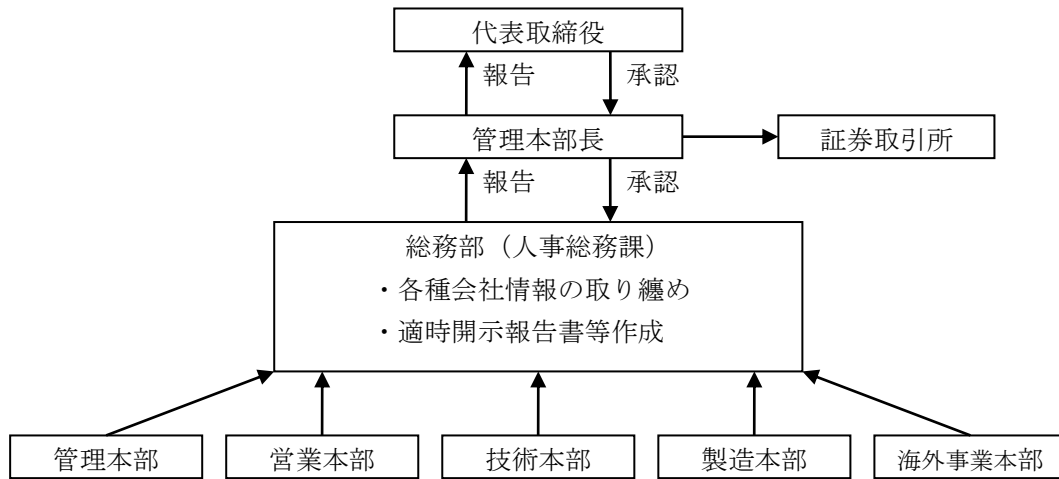 代表取締役
報告
承認
管理本部長
証券取引所
報告
承認
総務部（人事総務課）
・各種会社情報の取り纏め
・適時開示報告書等作成
管理本部
営業本部
技術本部
製造本部
海外事業本部